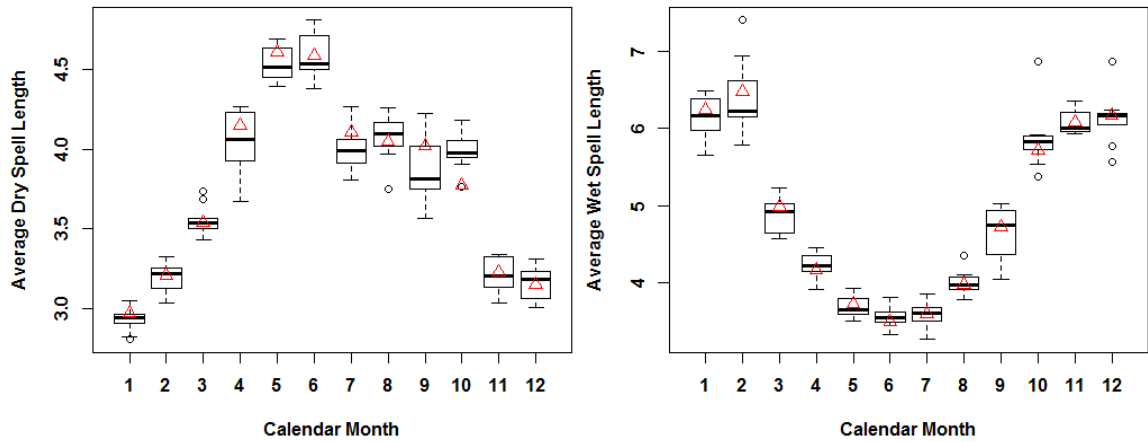 Average Dry Spell Length
4.5
4.0
3.5
3.0
1 2 3 4 5 6 7 8 9 10 11 12
Calendar Month
Average Wet Spell Length
7
6
5
4
1 2 3 4 5 6 7 8 9 10 11 12
Calendar Month